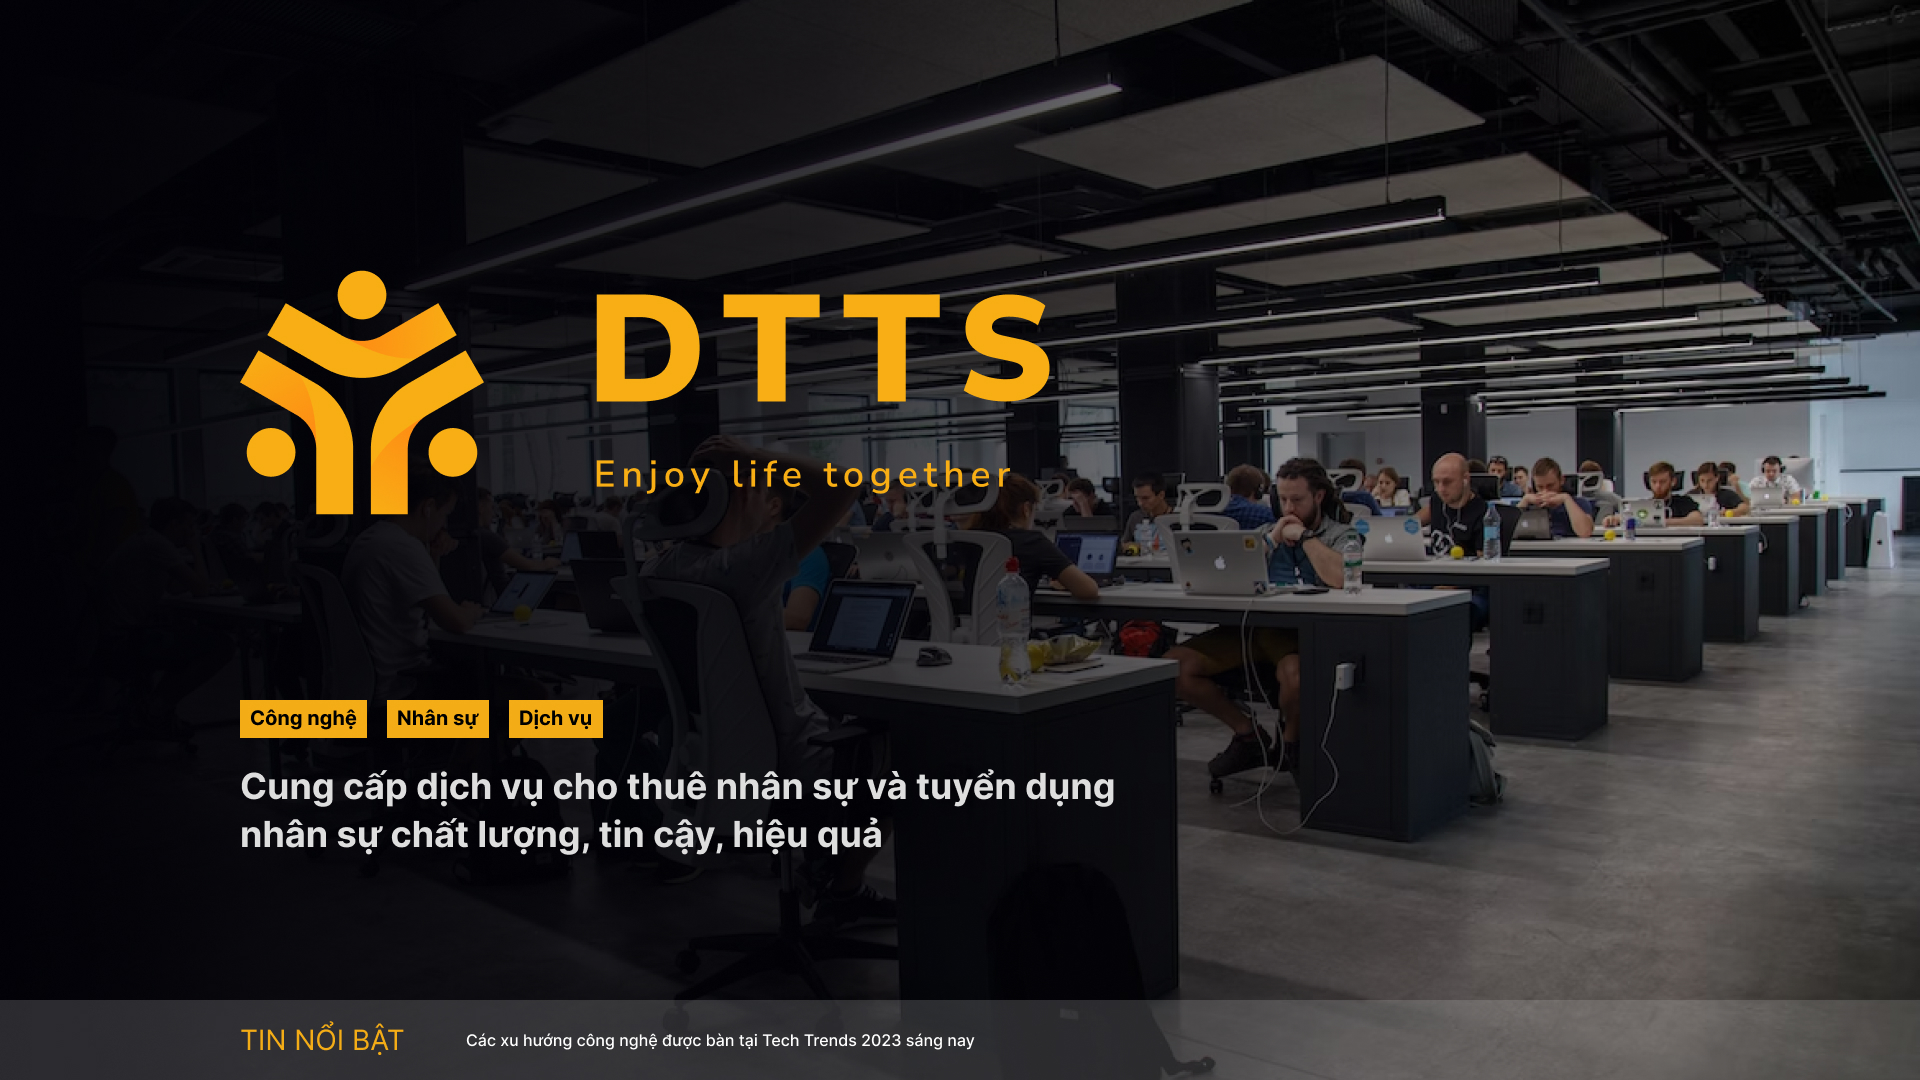 DTTS
Enjoy life together
Công nghệ
Nhân sự
Dịch vụ
Cung cấp dịch vụ cho thuê nhân sự và tuyển dụng
nhân sự chất lượng, tin cậy, hiệu quả
TIN NỔI BẬT
Các xu hướng công nghệ được bàn tại Tech Trends 2023 sáng nay